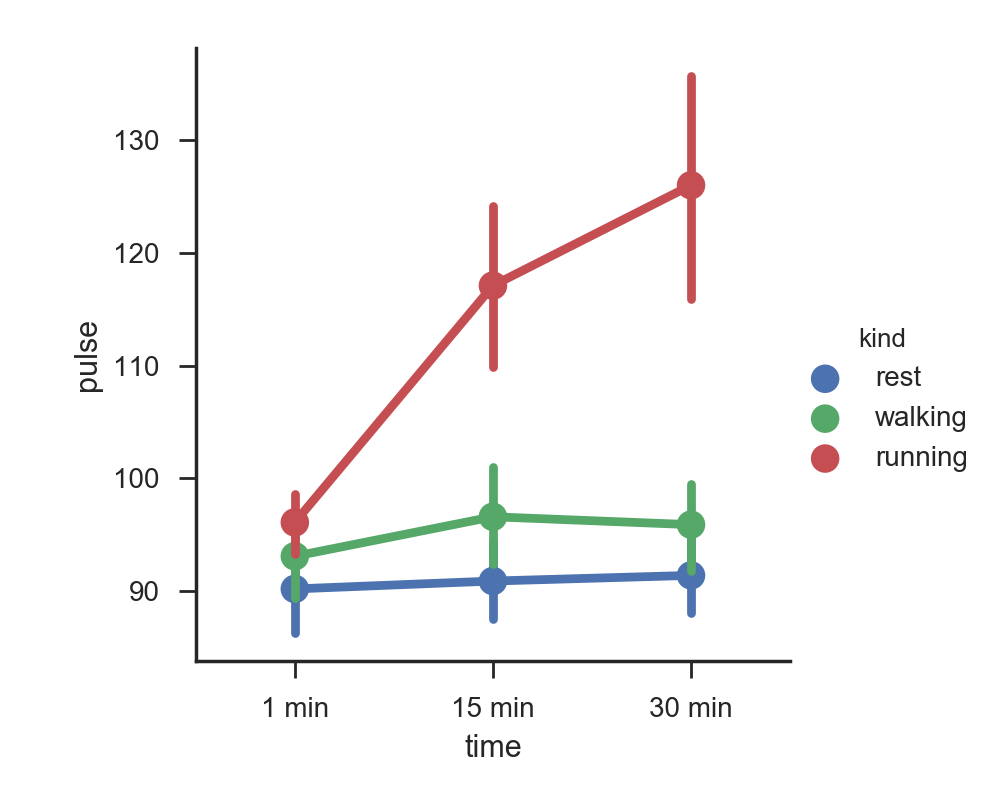 130
120
110
100
90
pulse
1 min
15 min
30 min
time
kind
rest
walking
running